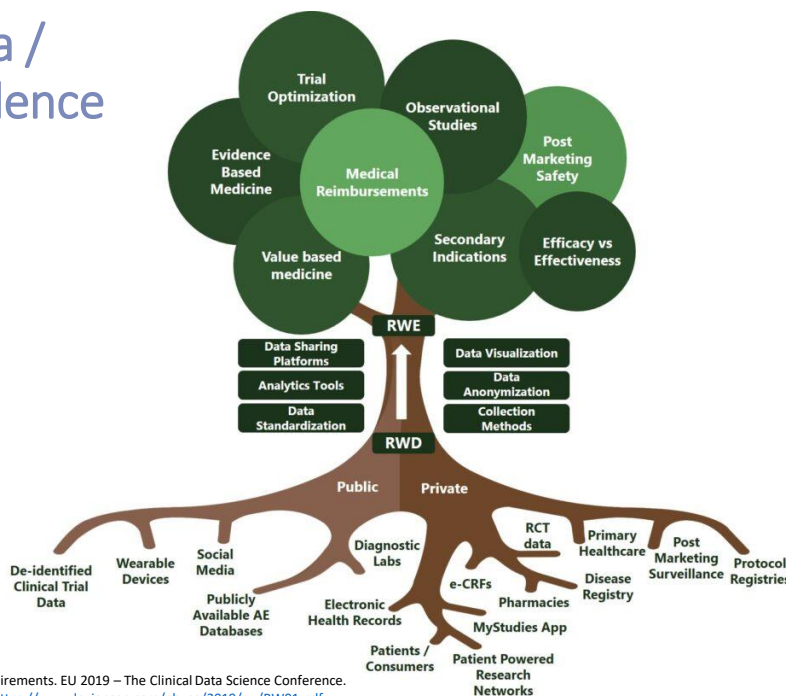 a /
lence
Trial
Optimization
Observational
Studies
Post
Marketing
Safety
Evidence
Based
Medicine
Medical
Reimbursements
Value based
medicine
Secondary
Indications
Efficacy vs
Effectiveness
RWE
Data Sharing
Platforms
Data Visualization
Analytics Tools
Data
Anonymization
Data
Standardization
Collection
Methods
RWD
Public
Private
De-identified
Clinical Trial
Data
Wearable
Devices
Social
Media
Publicly
Available AE
Databases
Diagnostic
Labs
Electronic
Health Records
Patients /
Consumers
e-CRFs
RCT
data
Pharmacies
MyStudies App
Patient Powered
Research
Networks
Disease
Registry
Primary
Healthcare
Post
Marketing
Surveillance
Protocol
Registries
irements. EU 2019 – The Clinical Data Science Conference.